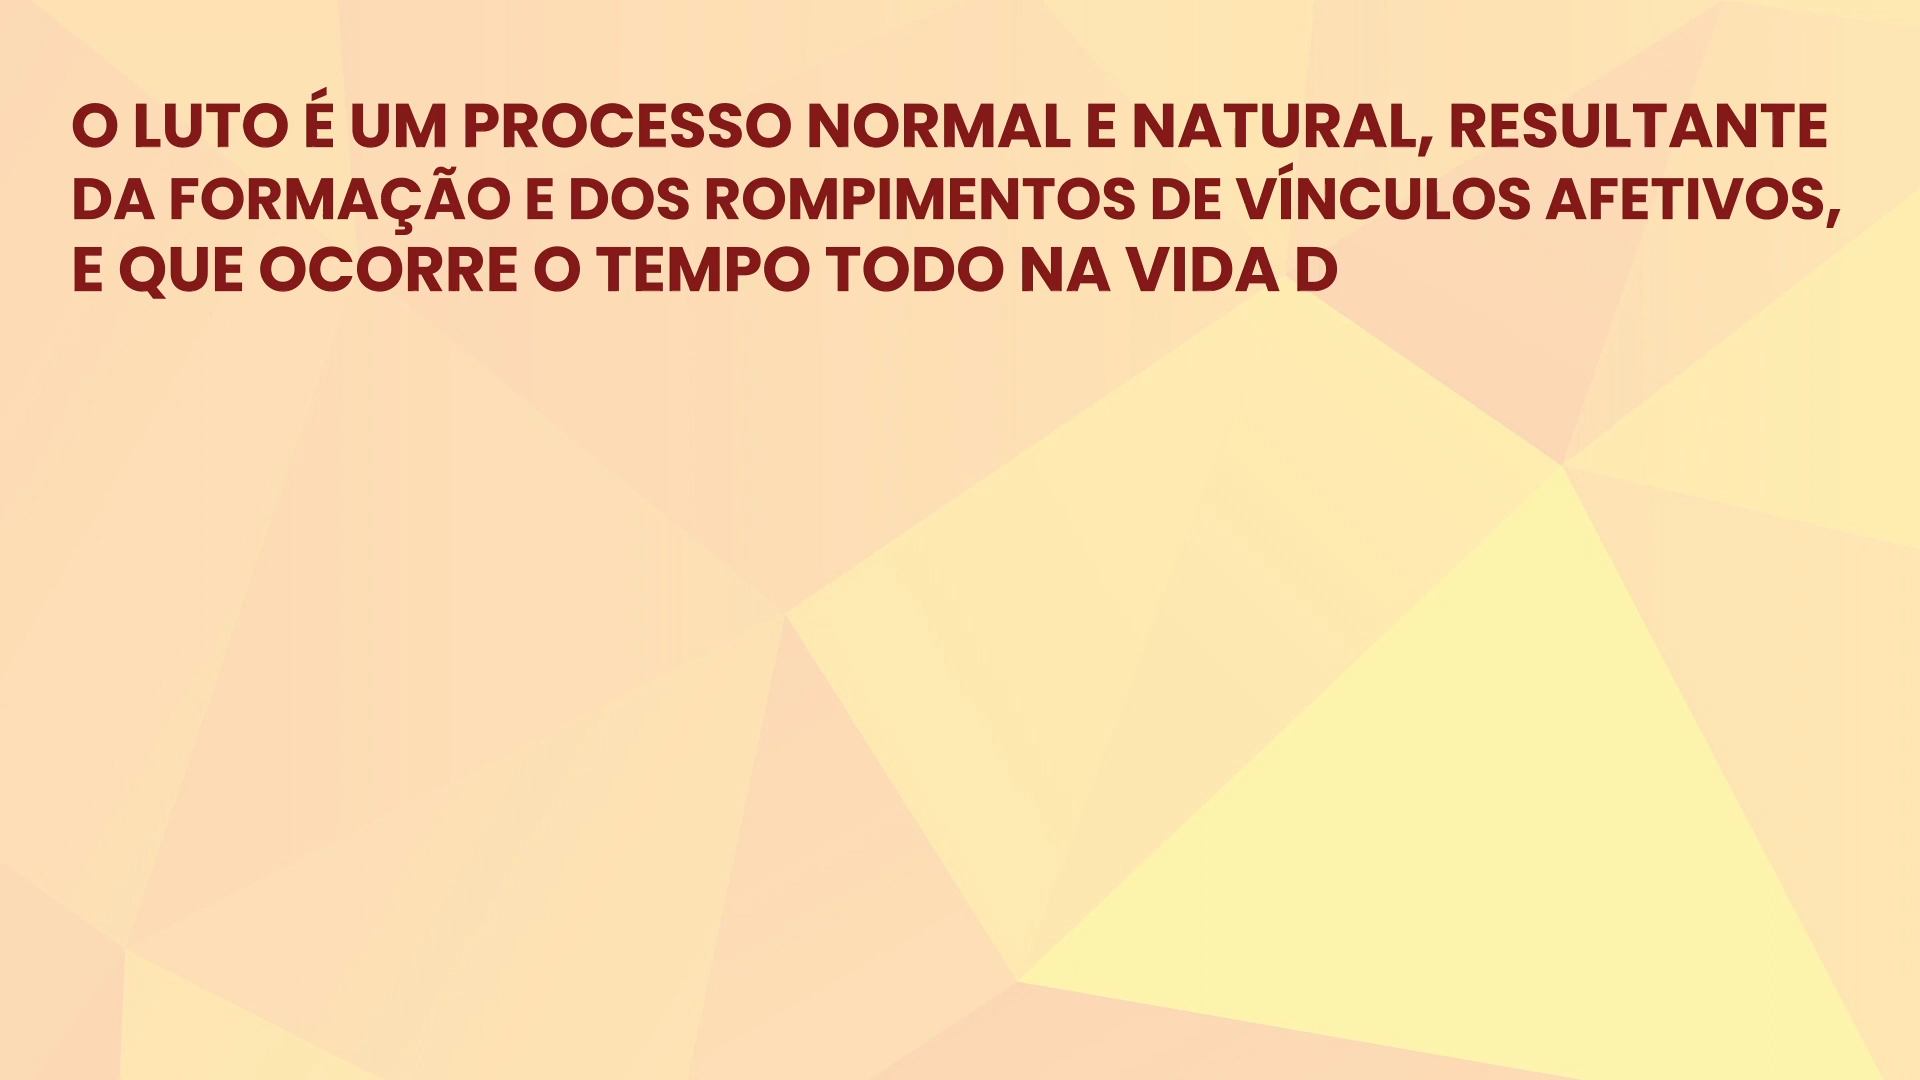 O LUTO É UM PROCESSO NORMAL E NATURAL, RESULTANTE
DA FORMAÇÃO E DOS ROMPIMENTOS DE VÍNCULOS AFETIVOS,
E QUE OCORRE O TEMPO TODO NA VIDA D